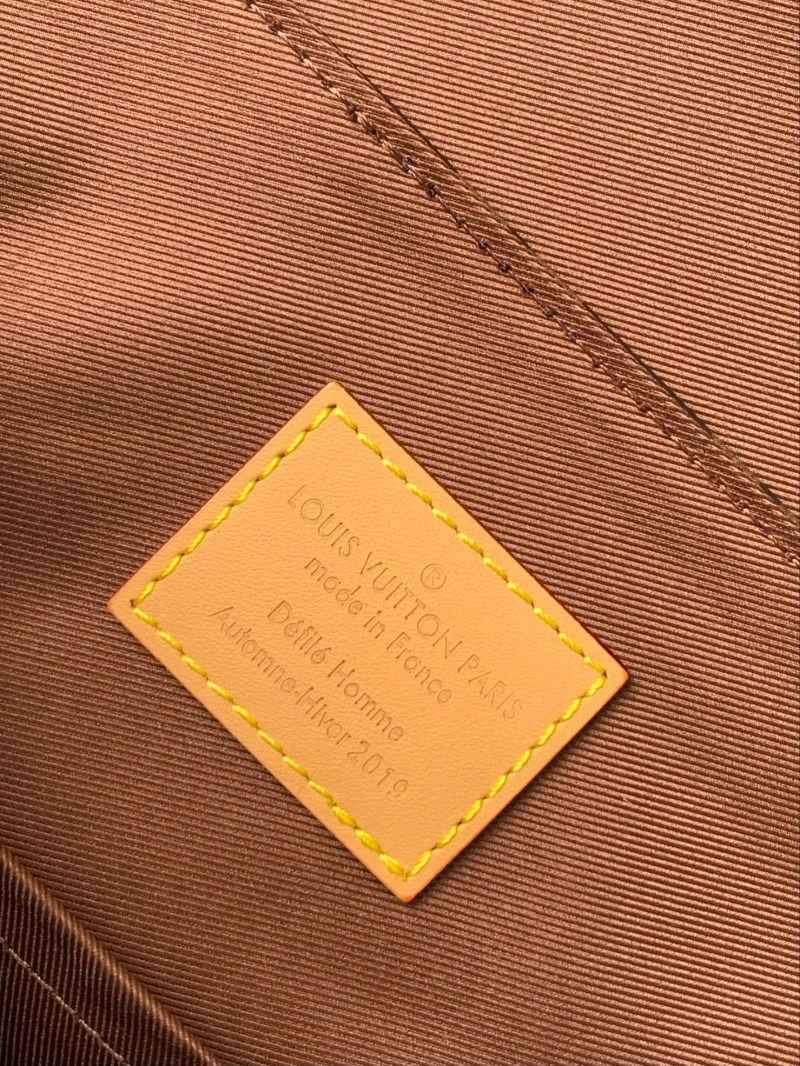 LOUIS VUITTON PARIS
®
made in France
Défilé Homme
Automne-Hiver 2019